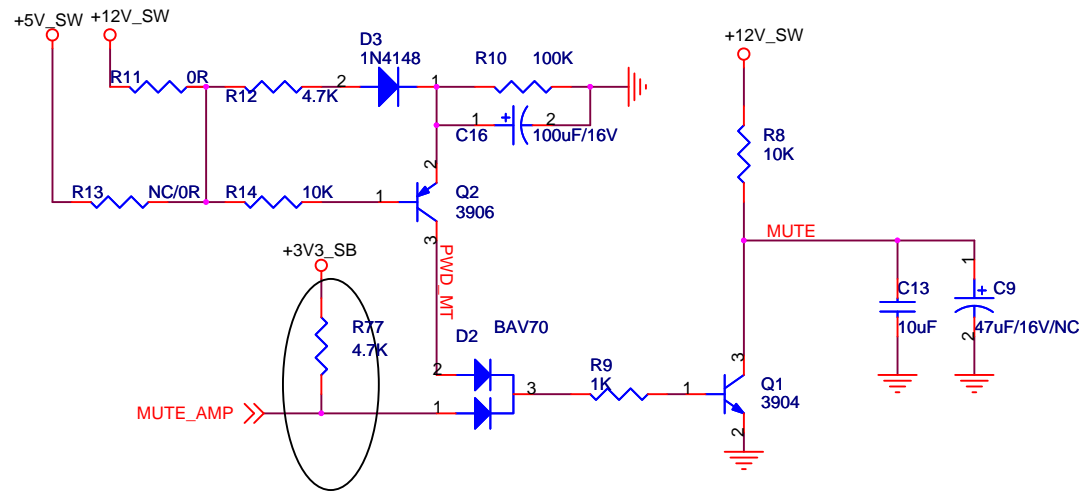 +5V_SW
+12V_SW
+12V_SW
D3
1N4148
R10 100K
R11 0R
R12 4.7K
2
1
C16
1
+
2
100uF/16V
R8
10K
2
R13 NC/0R
R14 10K
1
Q2
3906
3
PWD_MT
MUTE
+3V3_SB
R77
4.7K
C13
10uF
1
+
C9
47uF/16V/NC
2
D2
BAV70
2
3
1
R9
1K
1
3
Q1
3904
2
MUTE_AMP